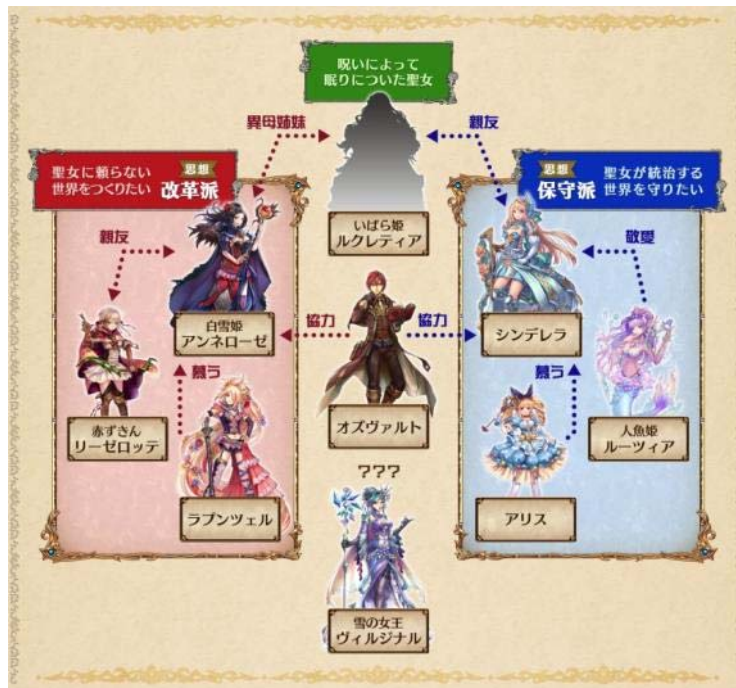 呪いによって
眠りについた聖女
異母姉妹
親友
聖女に頼らない
世界をつくりたい
思想
改革派
思想
保守派
聖女が統治する
世界を守りたい
いばら姫
ルクレティア
親友
敬愛
白雪姫
アンネローゼ
協力
協力
シンデレラ
慕う
慕う
赤ずきん
リーゼロッテ
オズヴァルト
人魚姫
ルーツィア
???
ラプンツェル
アリス
雪の女王
ヴィルジナル